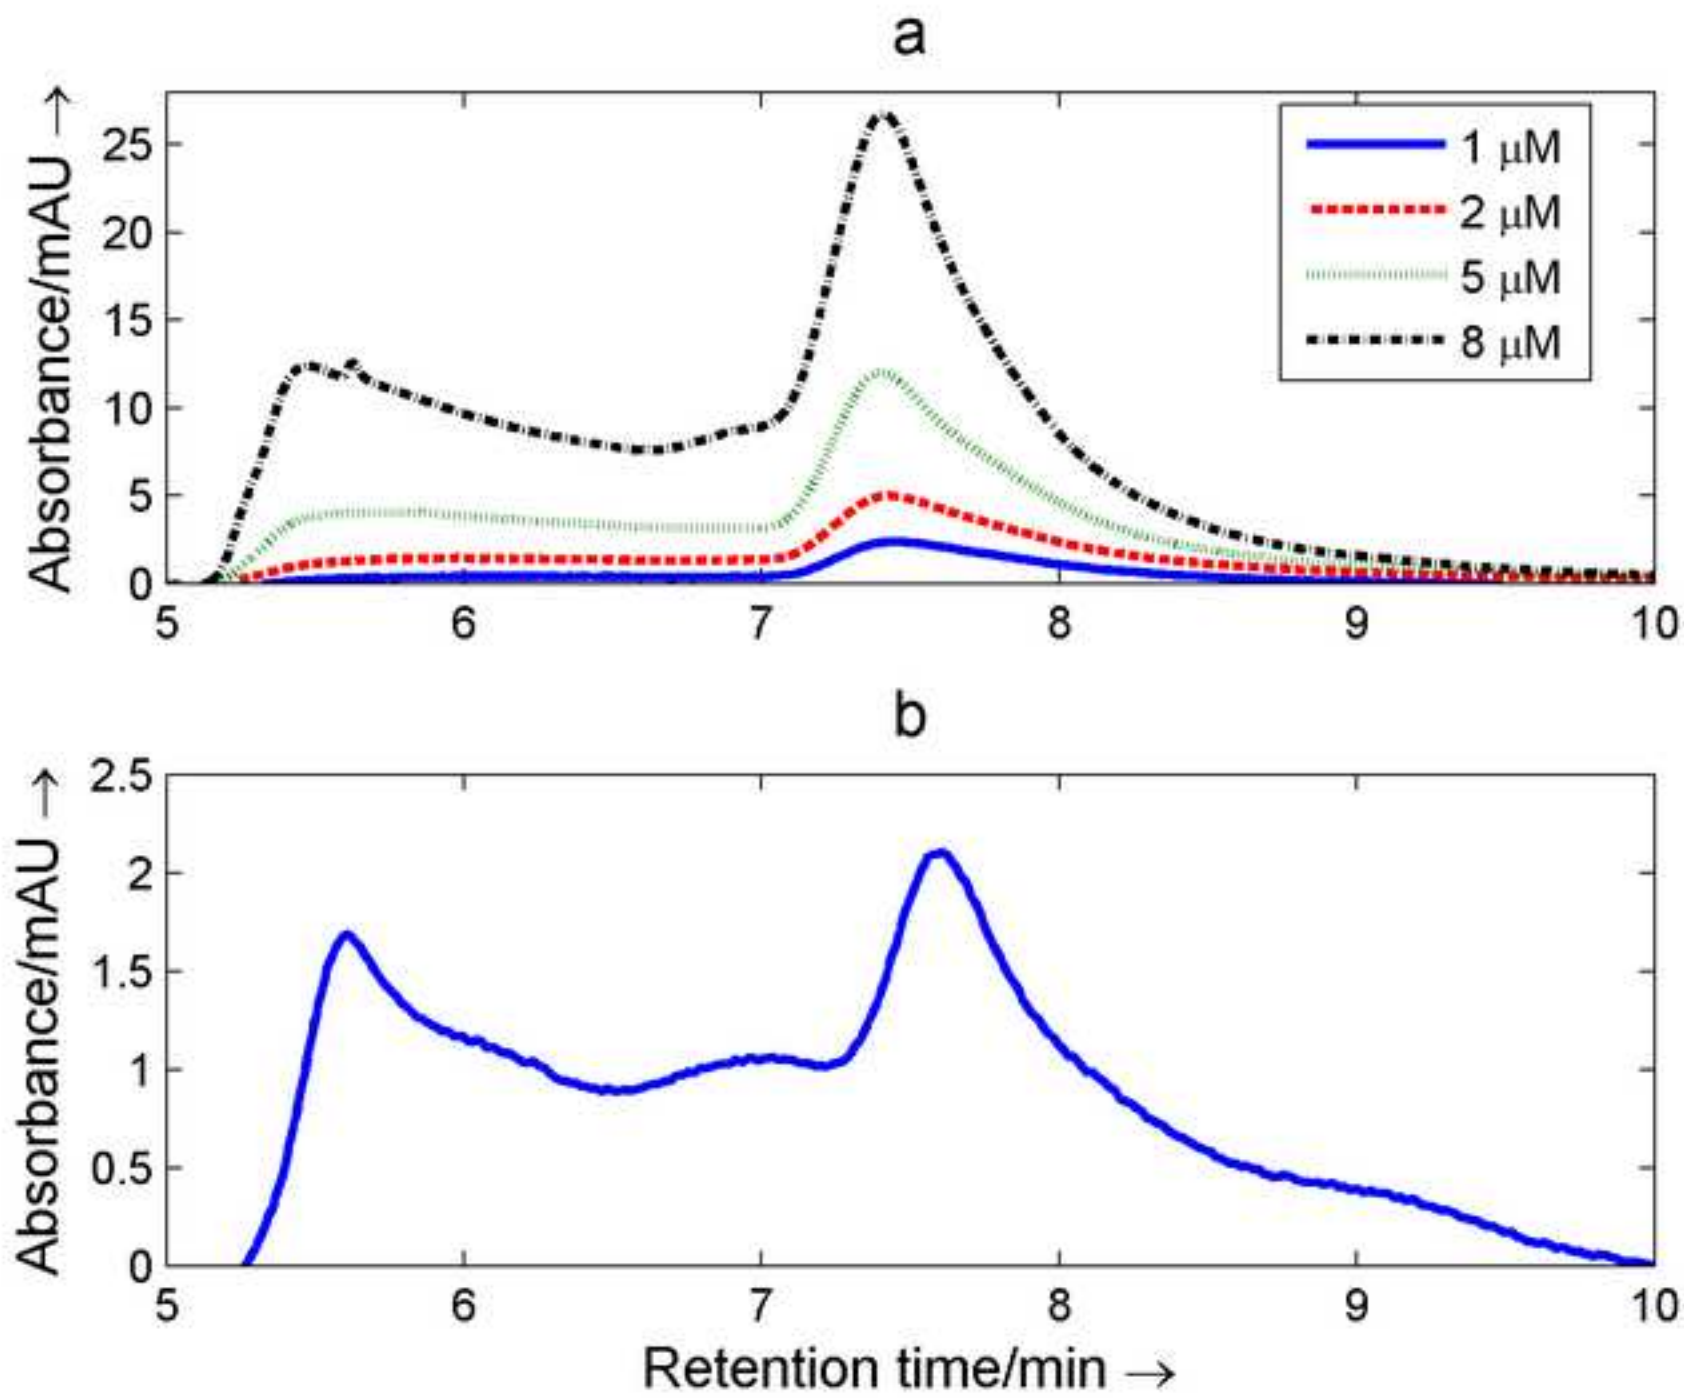 a
Absorbance/mAU →
25
20
15
10
5
0
1 μM
2 μM
5 μM
8 μM
5 6 7 8 9 10
b
Absorbance/mAU →
2.5
2
1.5
1
0.5
0
5 6 7 8 9 10
Retention time/min →